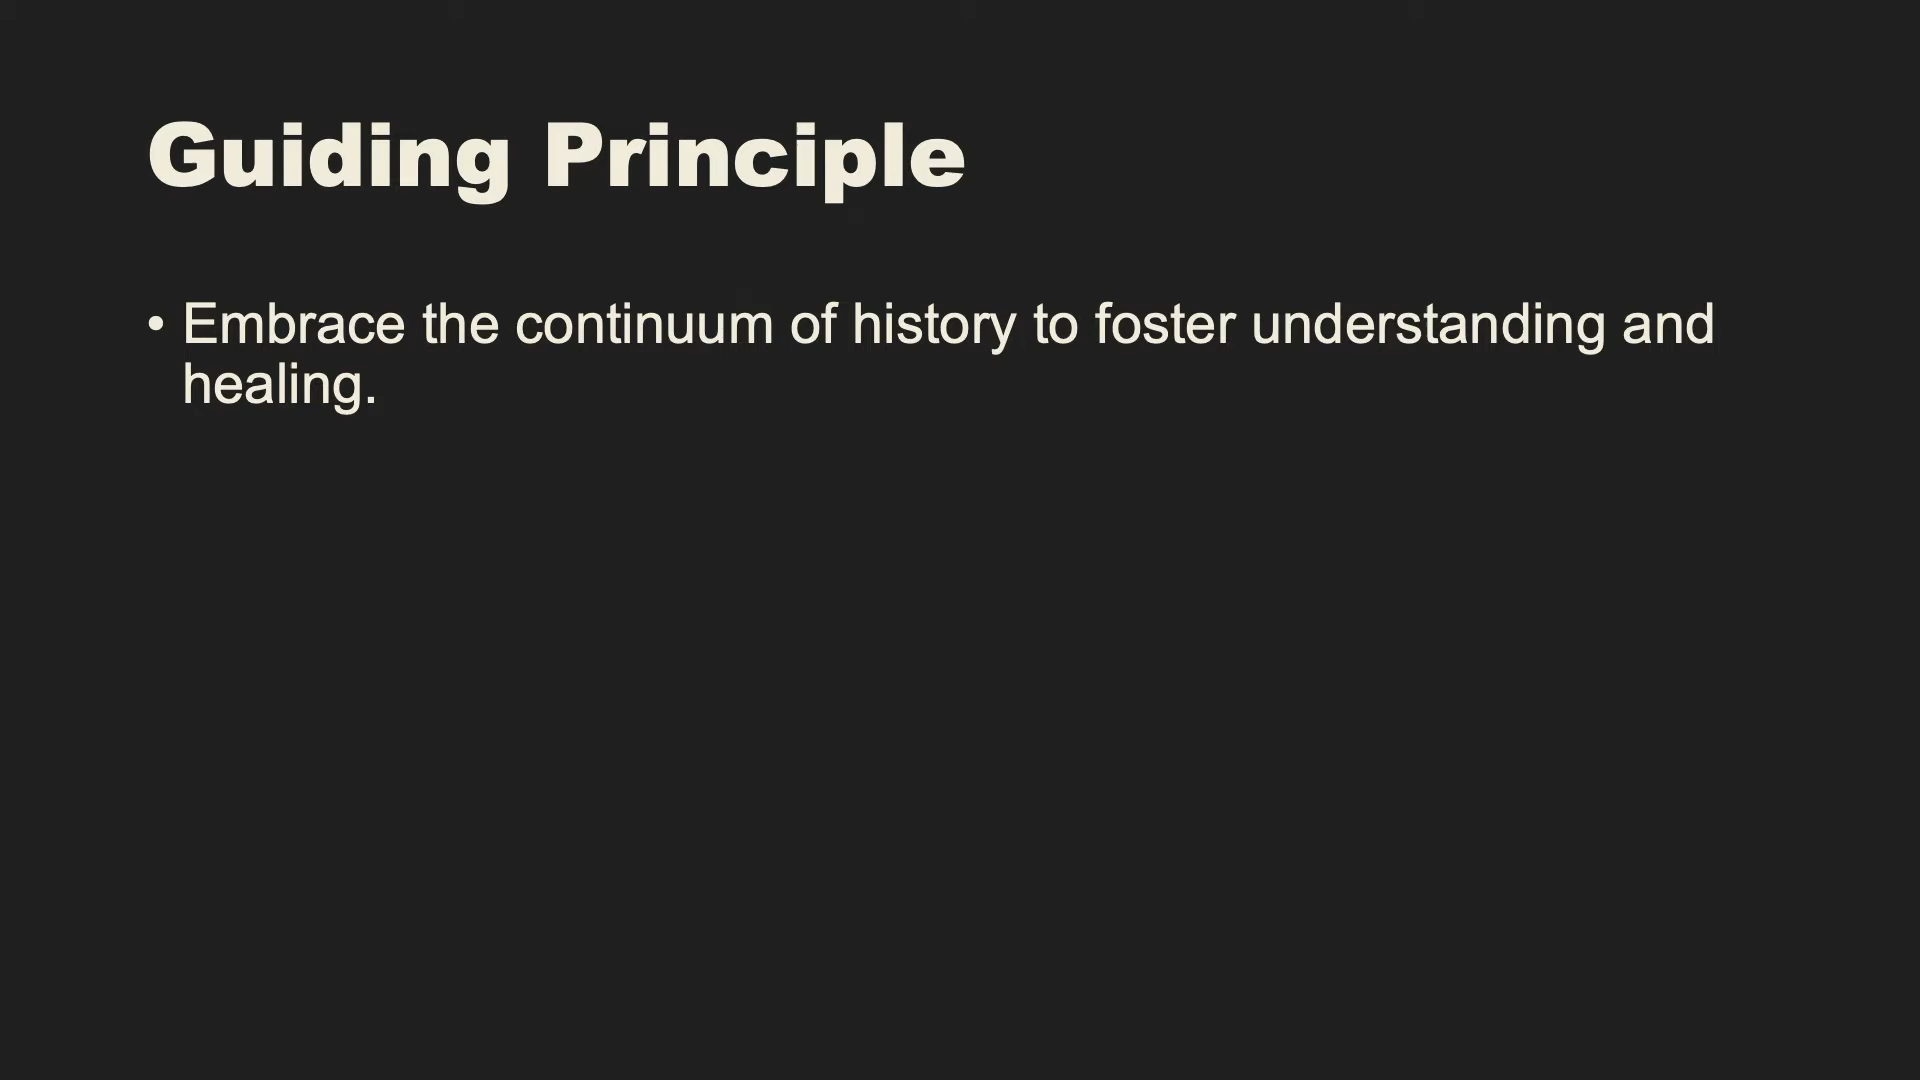 Guiding Principle
• Embrace the continuum of history to foster understanding and
healing.